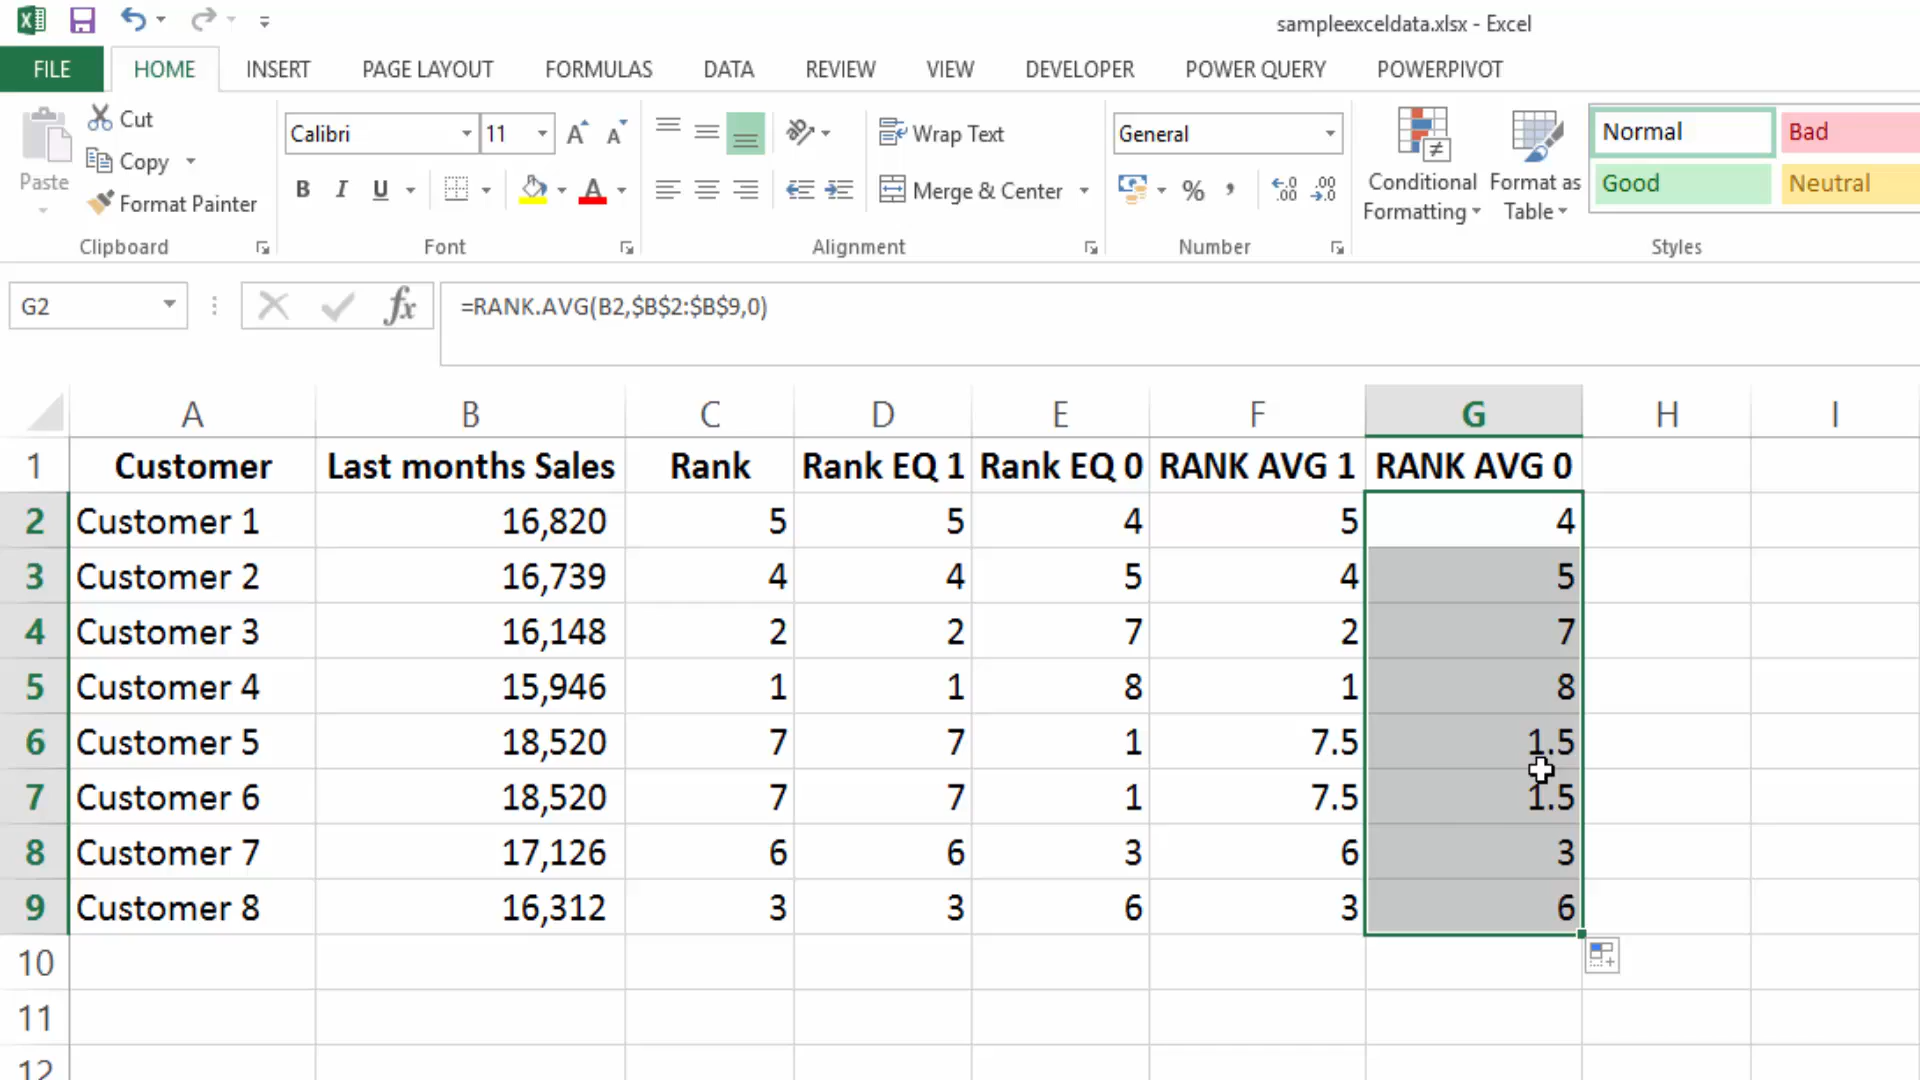 sampleexceldata.xlsx - Excel
FILE HOME INSERT PAGE LAYOUT FORMULAS DATA REVIEW VIEW DEVELOPER POWER QUERY POWERPIVOT
Paste
Cut
Copy
Format Painter
Clipboard
Calibri 11
B I U
Font
Wrap Text
Merge & Center
Alignment
General
Number
Conditional Formatting
Format as Table
Normal Bad
Good Neutral
Styles
G2 fx =RANK.AVG(B2,$B$2:$B$9,0)
A B C D E F G H I
1 Customer Last months Sales Rank Rank EQ 1 Rank EQ 0 RANK AVG 1 RANK AVG 0
2 Customer 1 16,820 5 5 4 5 4
3 Customer 2 16,739 4 4 5 4 5
4 Customer 3 16,148 2 2 7 2 7
5 Customer 4 15,946 1 1 8 1 8
6 Customer 5 18,520 7 7 1 7.5 1.5
7 Customer 6 18,520 7 7 1 7.5 1.5
8 Customer 7 17,126 6 6 3 6 3
9 Customer 8 16,312 3 3 6 3 6
10
11
12